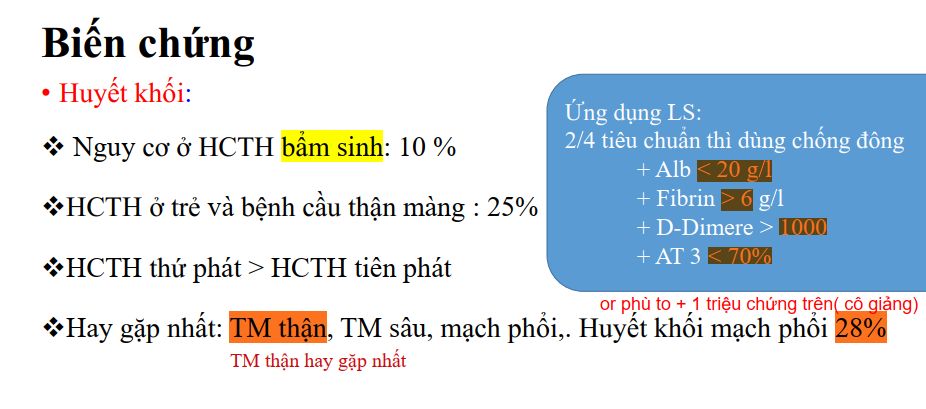 Biến chứng
• Huyết khối:
❖ Nguy cơ ở HCTH bẩm sinh: 10 %
❖HCTH ở trẻ và bệnh cầu thận màng : 25%
❖HCTH thứ phát > HCTH tiên phát
❖Hay gặp nhất: TM thận, TM sâu, mạch phổi,. Huyết khối mạch phổi 28%
TM thận hay gặp nhất
Ứng dụng LS:
2/4 tiêu chuẩn thì dùng chống đông
+ Alb < 20 g/l
+ Fibrin > 6 g/l
+ D-Dimere > 1000
+ AT 3 < 70%
or phù to + 1 triệu chứng trên( cô giảng)